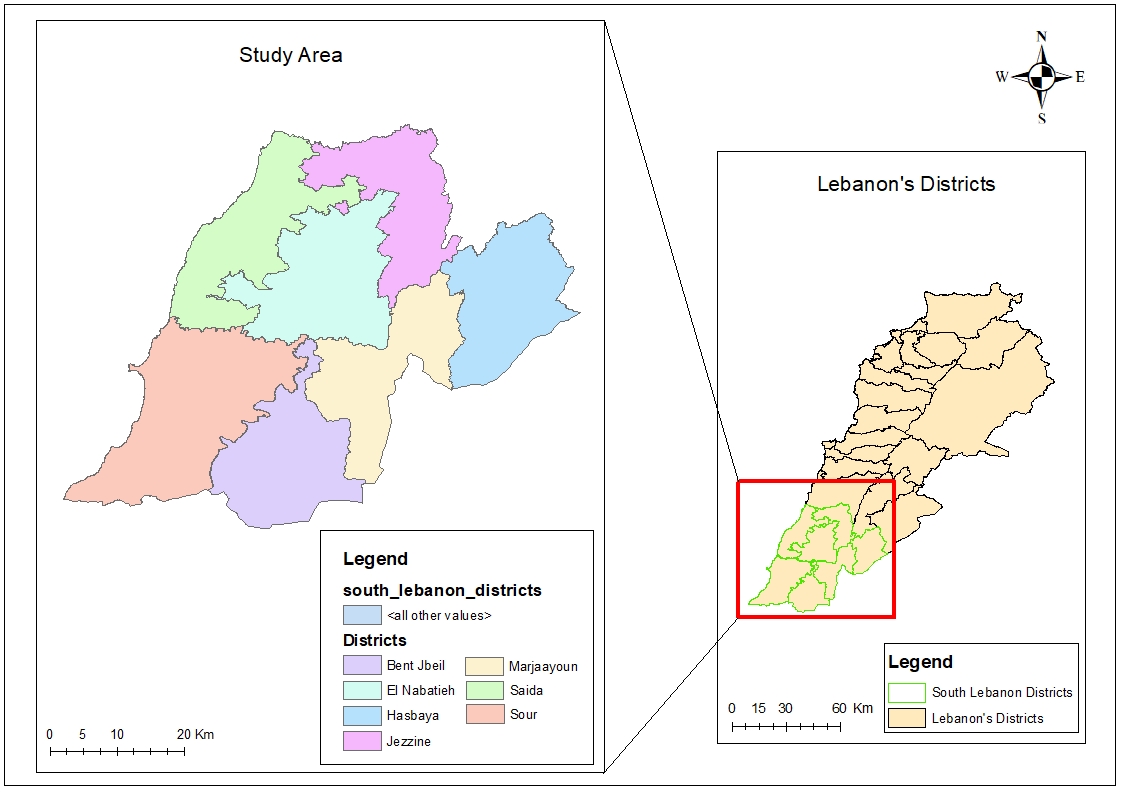 Study Area
N
W E
S
Lebanon's Districts
Legend
south_lebanon_districts
<all other values>
Districts
Bent Jbeil
Marjaayoun
El Nabatieh
Saida
Hasbaya
Sour
Jezzine
0 5 10 20 Km
Legend
South Lebanon Districts
Lebanon's Districts
0 15 30 60 Km